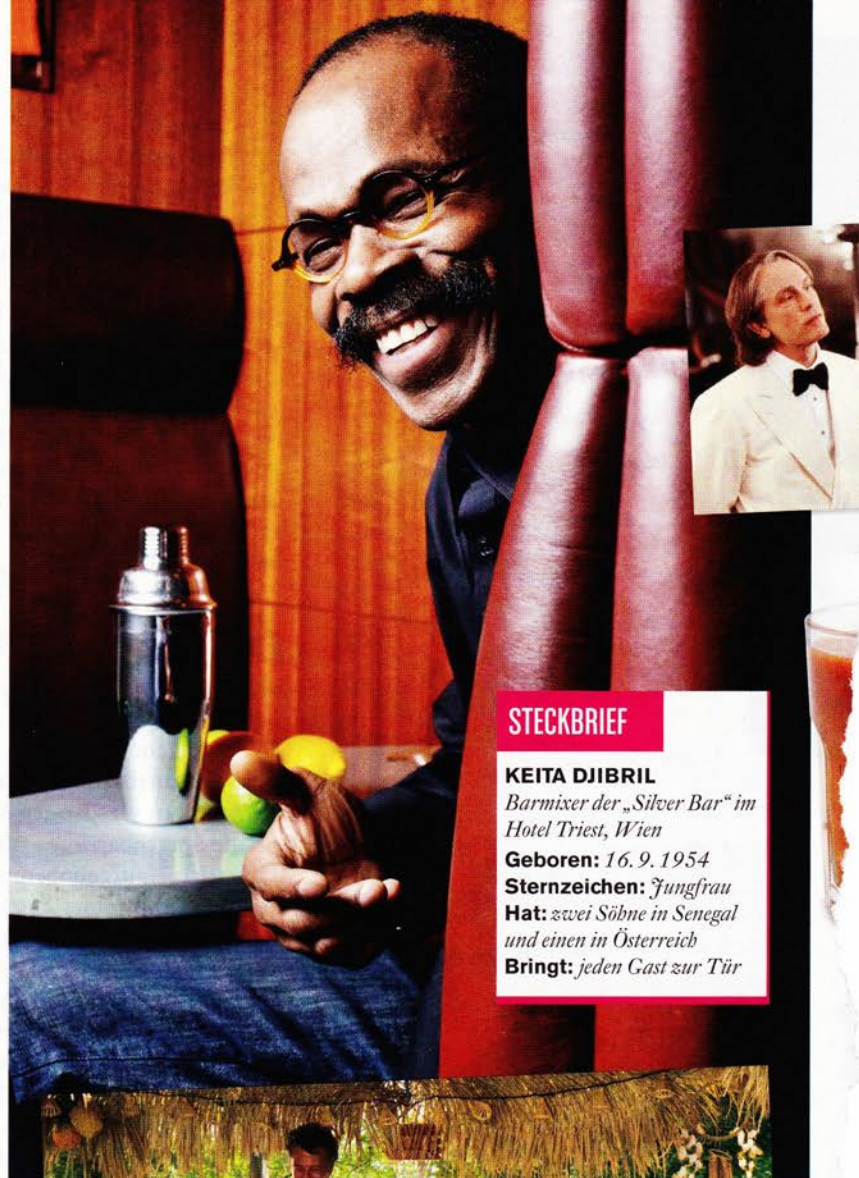 STECKBRIEF
KEITA DJIBRIL
Barmixer der „Silver Bar“ im
Hotel Triest, Wien
Geboren: 16. 9. 1954
Sternzeichen: Jungfrau
Hat: zwei Söhne in Senegal
und einen in Österreich
Bringt: jeden Gast zur Tür